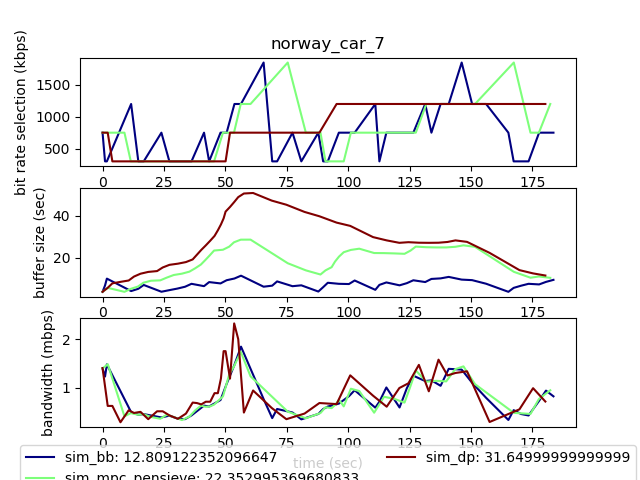 norway_car_7
bit rate selection (kbps)
1500
1000
500
0 25 50 75 100 125 150 175
buffer size (sec)
40
20
0 25 50 75 100 125 150 175
bandwidth (mbps)
2
1
0 25 50 75 100 125 150 175
time (sec)
sim_bb: 12.809122352096647
sim_dp: 31.64999999999999
sim_mpc_pensieve: 22.352995369680833